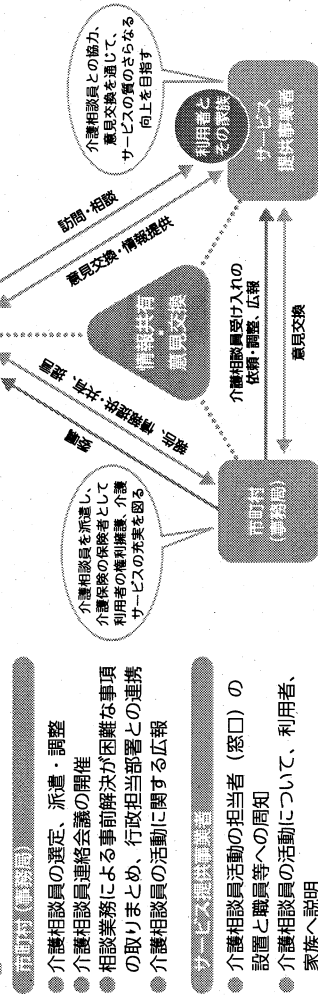 市町村（事務局）
●介護相談員の選定、派遣・調整
●介護相談員連絡会議の開催
●相談業務による事前解決が困難な事項
の取りまとめ、行政担当部署との連携
●介護相談員の活動に関する広報
サービス提供事業者
●介護相談員活動の担当者（窓口）の
設置と職員等への周知
●介護相談員の活動について、利用者、
家族へ説明
介護相談員を派遣し、
介護保険の保険者として
利用者の権利擁護、介護
サービスの充実を図る
市町村
（事務局）
派遣
報告、情報提供・共有、提言
情報共有
・
意見交換
訪問・相談
意見交換・情報提供
介護相談員受け入れの
依頼・調整、広報
意見交換
介護相談員との協力、
意見交換を通じて、
サービスの質のさらなる
向上を目指す
利用者と
その家族
サービス
提供事業者